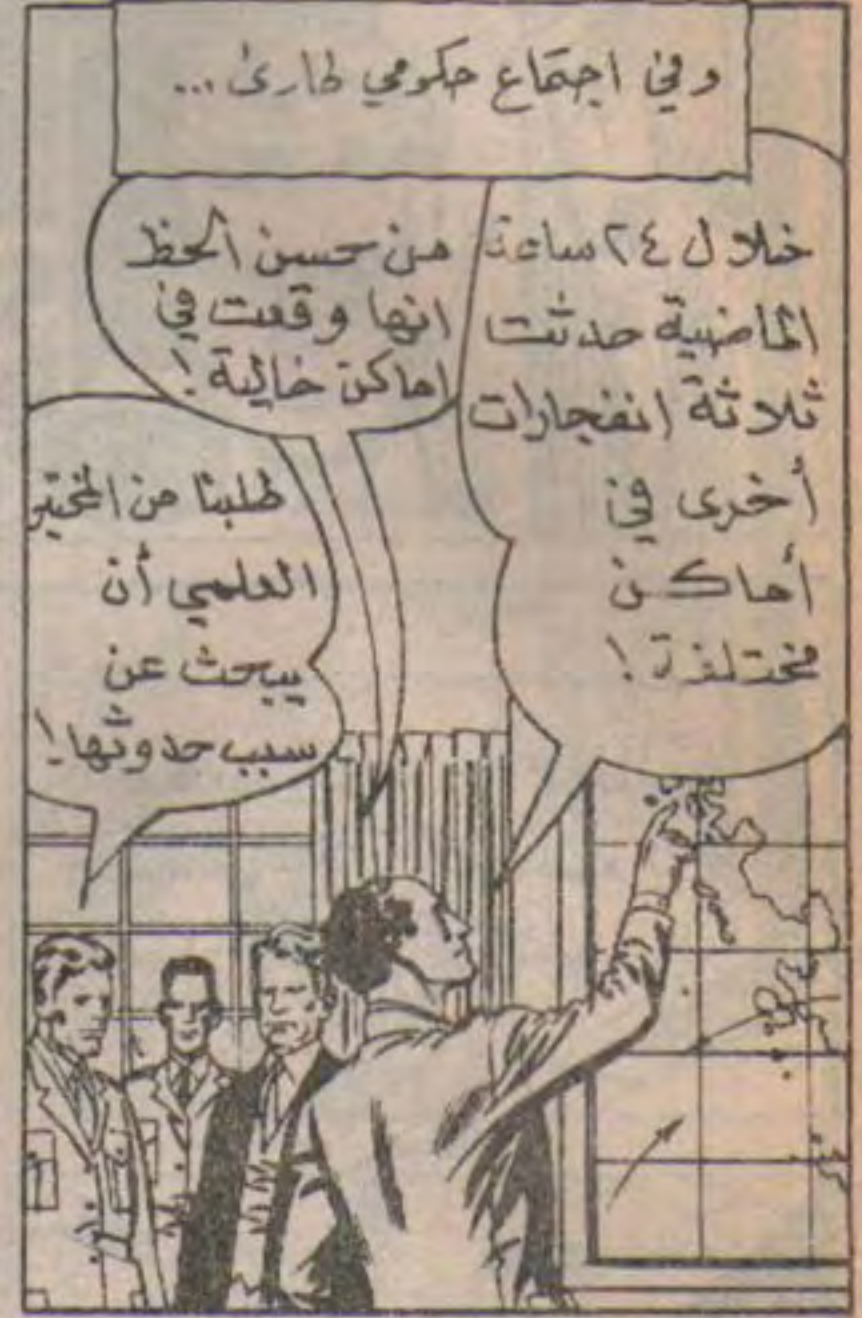 وفي اجتماع حكومي طارئ...
خلال ٢٤ ساعة
الماضية حدثت
ثلاثة انفجارات
أخرى في
أماكن
مختلفة!
من حسن الحظ
انها وقعت في
اماكن خالية!
طلبنا من المختبر
العلمي أن
يبحث عن
سبب حدوثها!